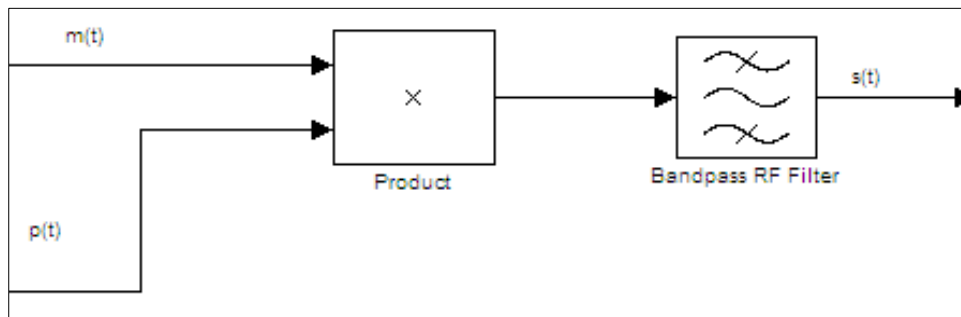 m(t)
s(t)
×
Product
Bandpass RF Filter
p(t)